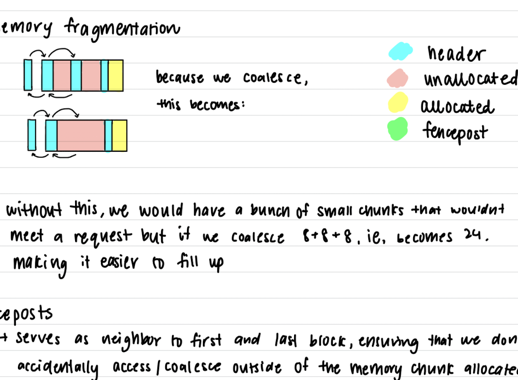 emory fragmentation
header
because we coalesce,
unallocated
this becomes:
allocated
fencepost
without this, we would have a bunch of small chunks that wouldnt
meet a request but if we coalesce 8+8+8, ie, becomes 24.
making it easier to fill up
ceposts
serves as neighbor to first and last block, ensuring that we don
accidentally access/coalesce outside of the memory chunk allocate